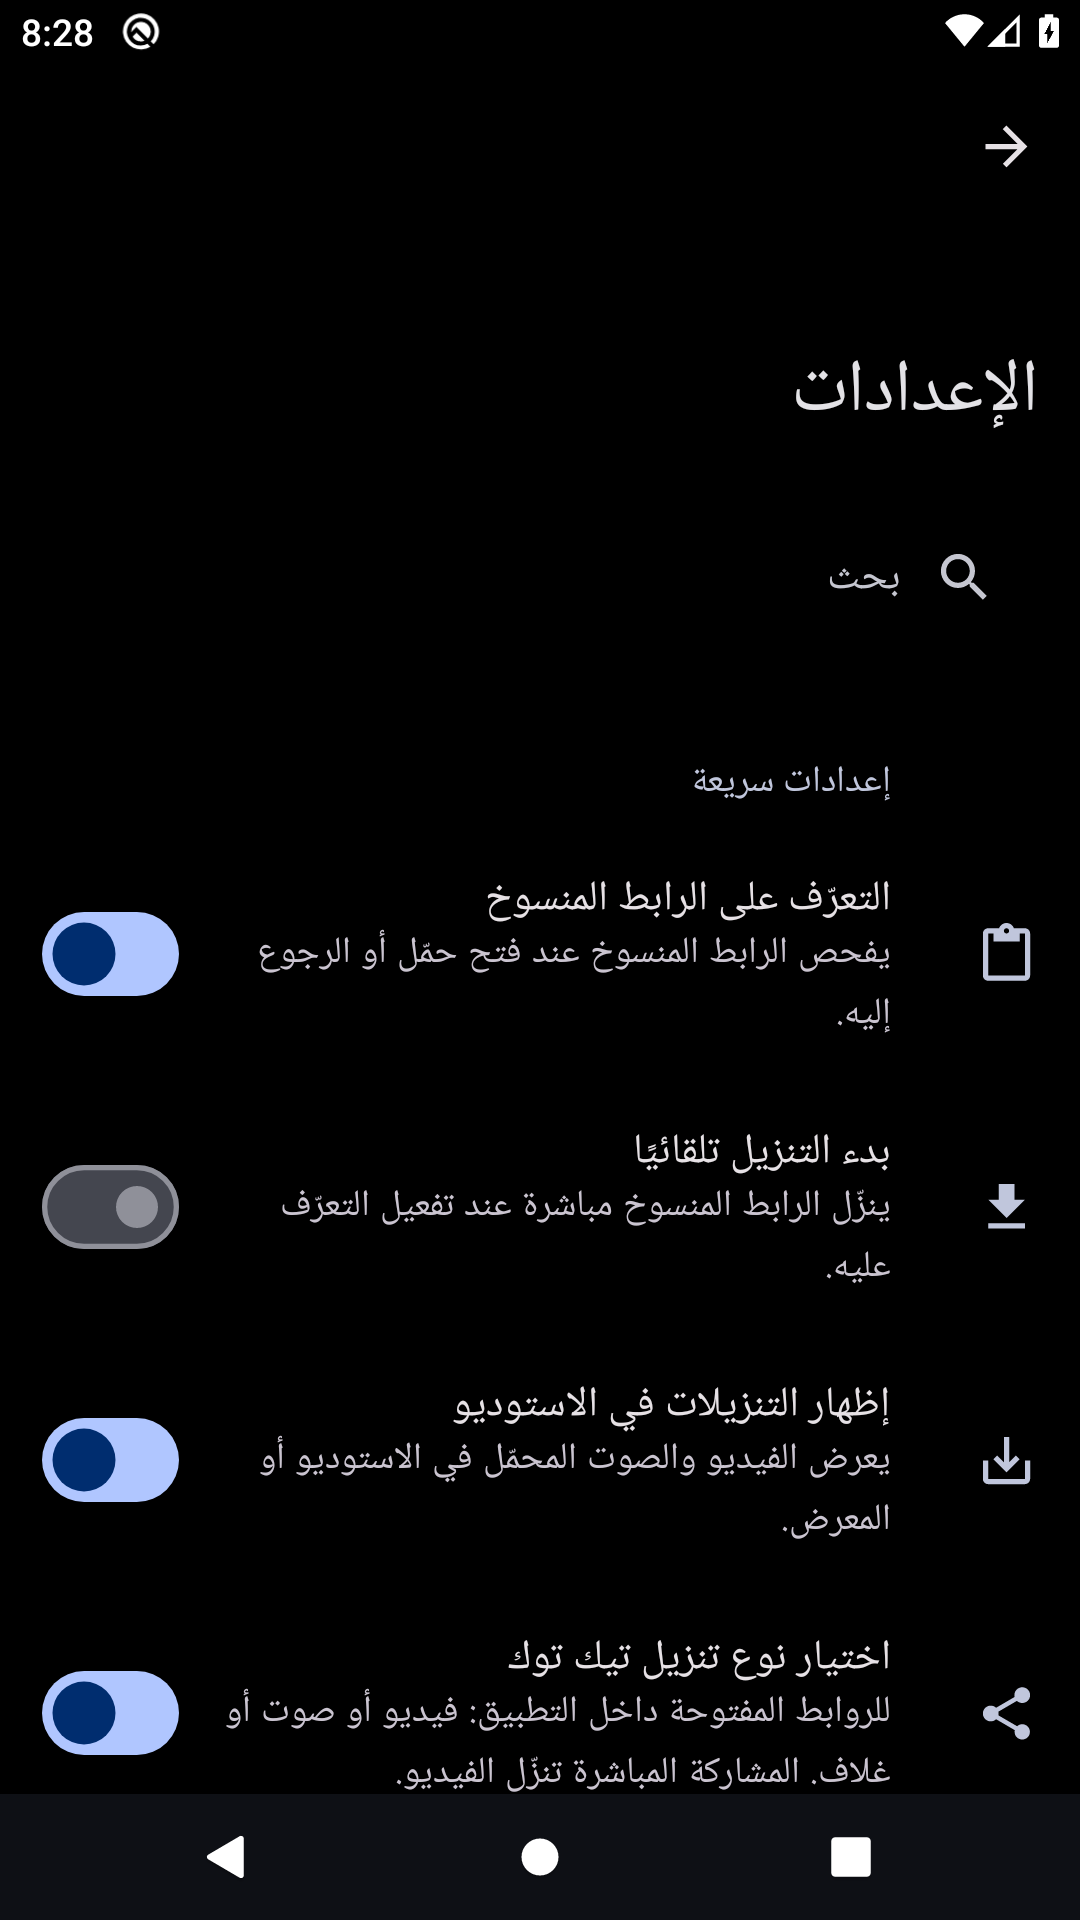 8:28
الإعدادات
بحث
إعدادات سريعة
التعرّف على الرابط المنسوخ
يفحص الرابط المنسوخ عند فتح حمّل أو الرجوع
إليه.
بدء التنزيل تلقائيًا
ينزّل الرابط المنسوخ مباشرة عند تفعيل التعرّف
عليه.
إظهار التنزيلات في الاستوديو
يعرض الفيديو والصوت المحمّل في الاستوديو أو
المعرض.
اختيار نوع تنزيل تيك توك
للروابط المفتوحة داخل التطبيق: فيديو أو صوت أو
غلاف. المشاركة المباشرة تنزّل الفيديو.